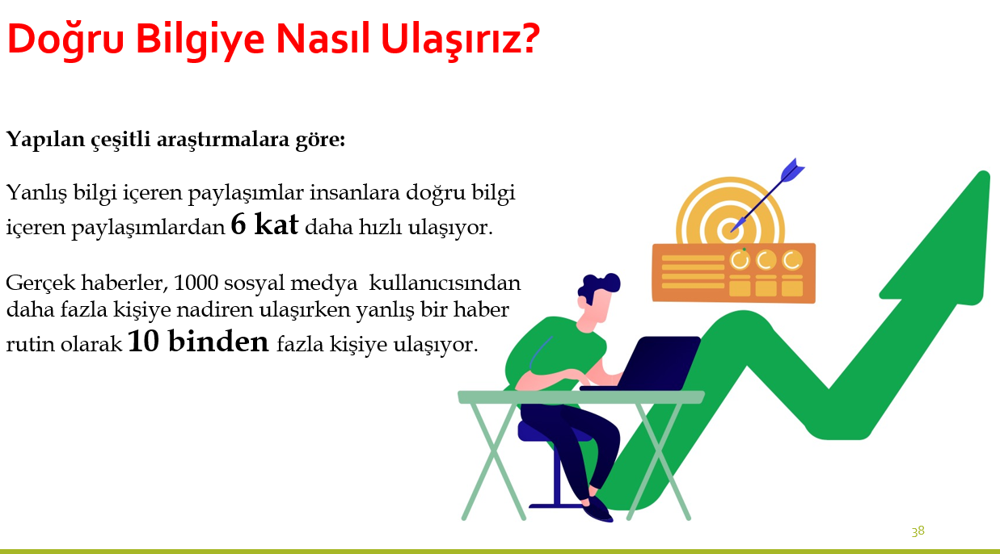 Doğru Bilgiye Nasıl Ulaşırız?
Yapılan çeşitli araştırmalara göre:
Yanlış bilgi içeren paylaşımlar insanlara doğru bilgi
içeren paylaşımlardan 6 kat daha hızlı ulaşıyor.
Gerçek haberler, 1000 sosyal medya kullanıcısından
daha fazla kişiye nadiren ulaşırken yanlış bir haber
rutin olarak 10 binden fazla kişiye ulaşıyor.
38